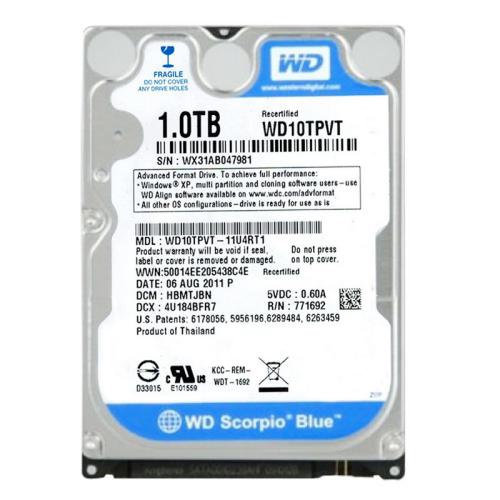 FRAGILE
DO NOT COVER
ANY DRIVE HOLES
WD
www.westerndigital.com
1.0TB
Recertified
WD10TPVT
S/N : WX31AB047981
Advanced Format Drive. To achieve full performance:
• Windows® XP, multi partition and cloning software users - use
WD Align software available on www.wdc.com/advformat
• All other OS configurations - drive is ready for use as is
MDL : WD10TPVT - 11U4RT1
Product warranty will be void if seal,
label or cover is removed or damaged.
Do not press
on top cover.
WWN:50014EE205438C4E
Recertified
DATE: 06 AUG 2011 P
DCM : HBMTJBN
5VDC : 0.60A
DCX : 4U184BFR7
R/N : 771692
U.S. Patents: 6178056, 5956196,6289484, 6263459
Product of Thailand
D33015
c UL us
E101559
KCC-REM-
WDT-1692
WD Scorpio® Blue™